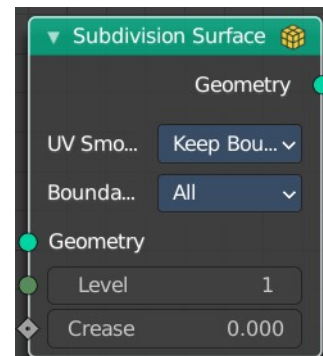 Subdivision Surface
Geometry
UV Smo... Keep Bou...
Bounda... All
Geometry
Level 1
Crease 0.000